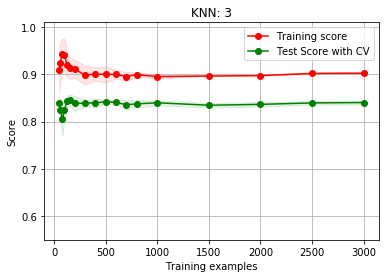 KNN: 3
Training score
Test Score with CV
1.0
0.9
0.8
0.7
0.6
Score
0 500 1000 1500 2000 2500 3000
Training examples